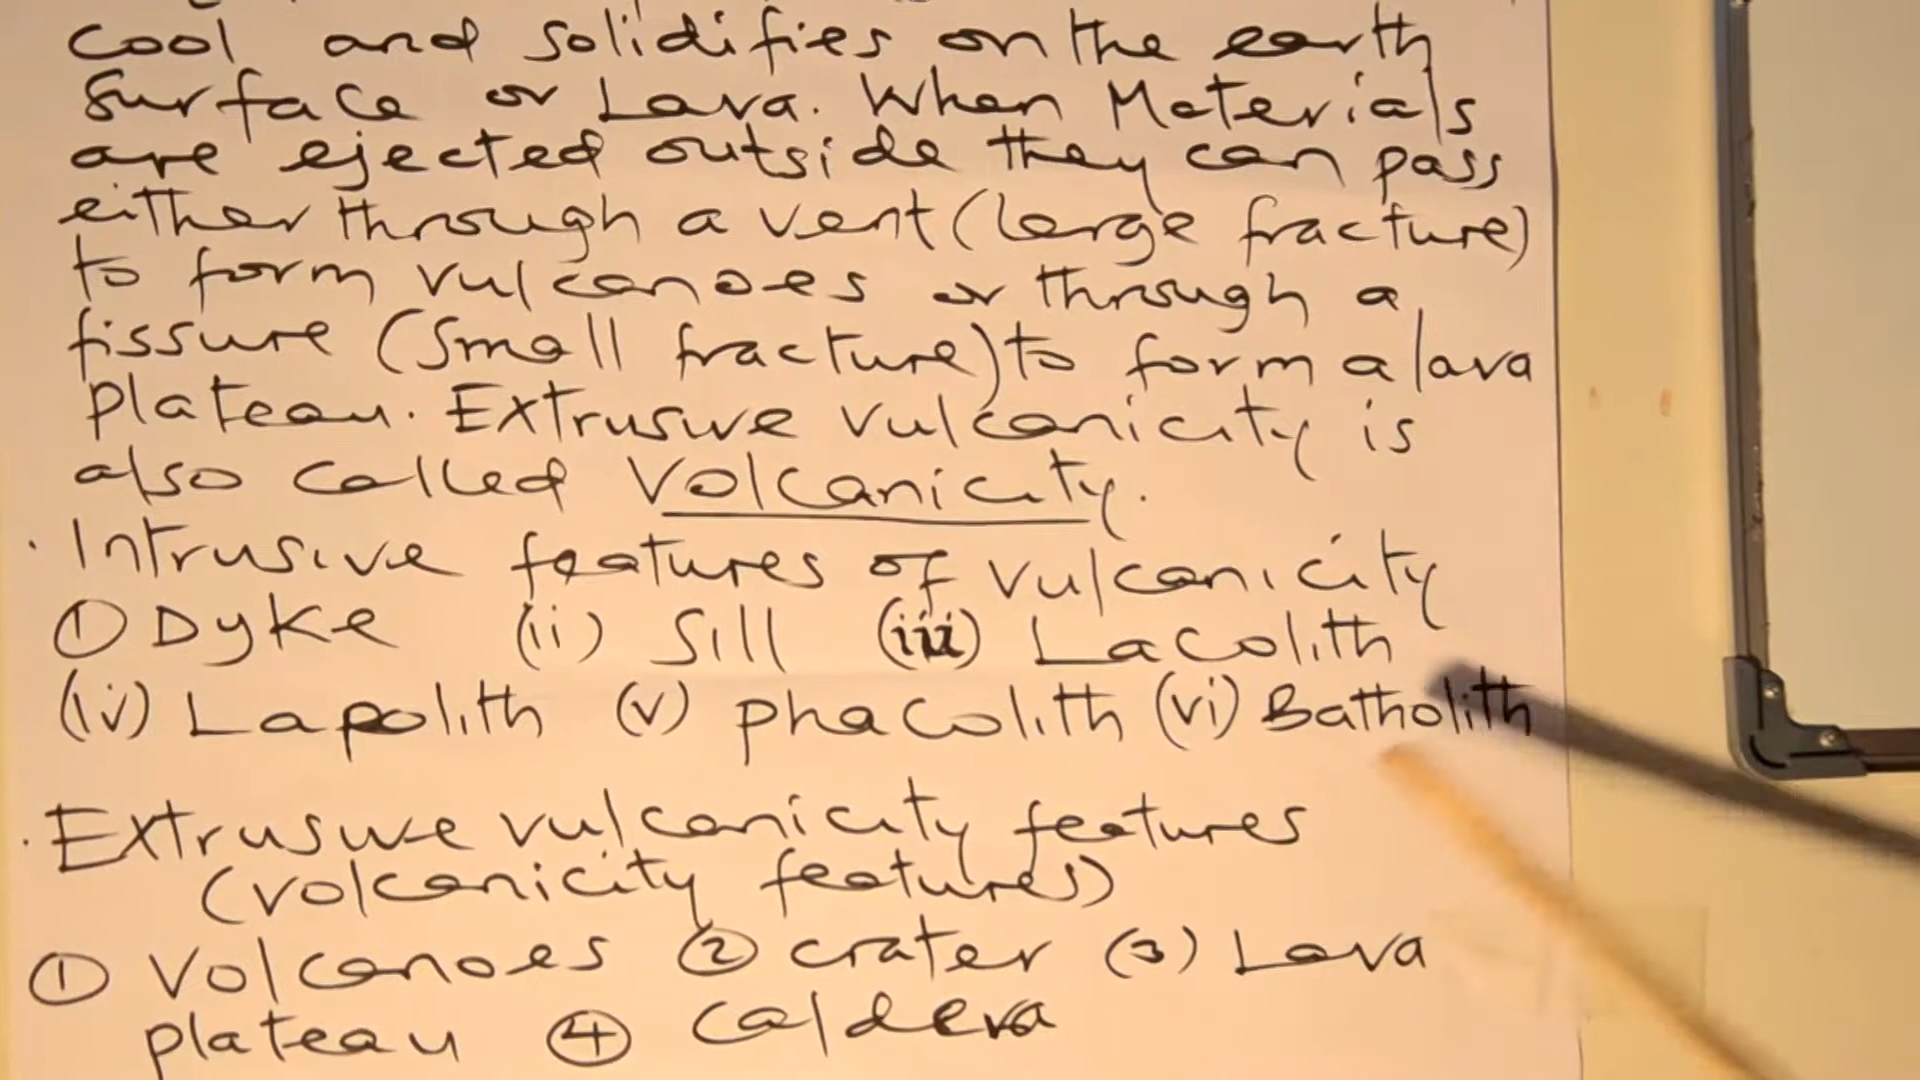 cool and solidifies on the earth
surface or Lava. When Materials
are ejected outside they can pass
either through a vent (large fracture)
to form vulcanoes or through a
fissure (small fracture) to form a lava
plateau. Extrusive vulcanicity is
also called Volcanicity.
· Intrusive features of vulcanicity
① Dyke (ii) Sill (iii) Lacolith
(iv) Lapolith (v) phacolith (vi) Batholith
· Extrusive vulcanicity features
(volcanicity features)
① Volcanoes ② crater (3) Lava
plateau ④ caldera